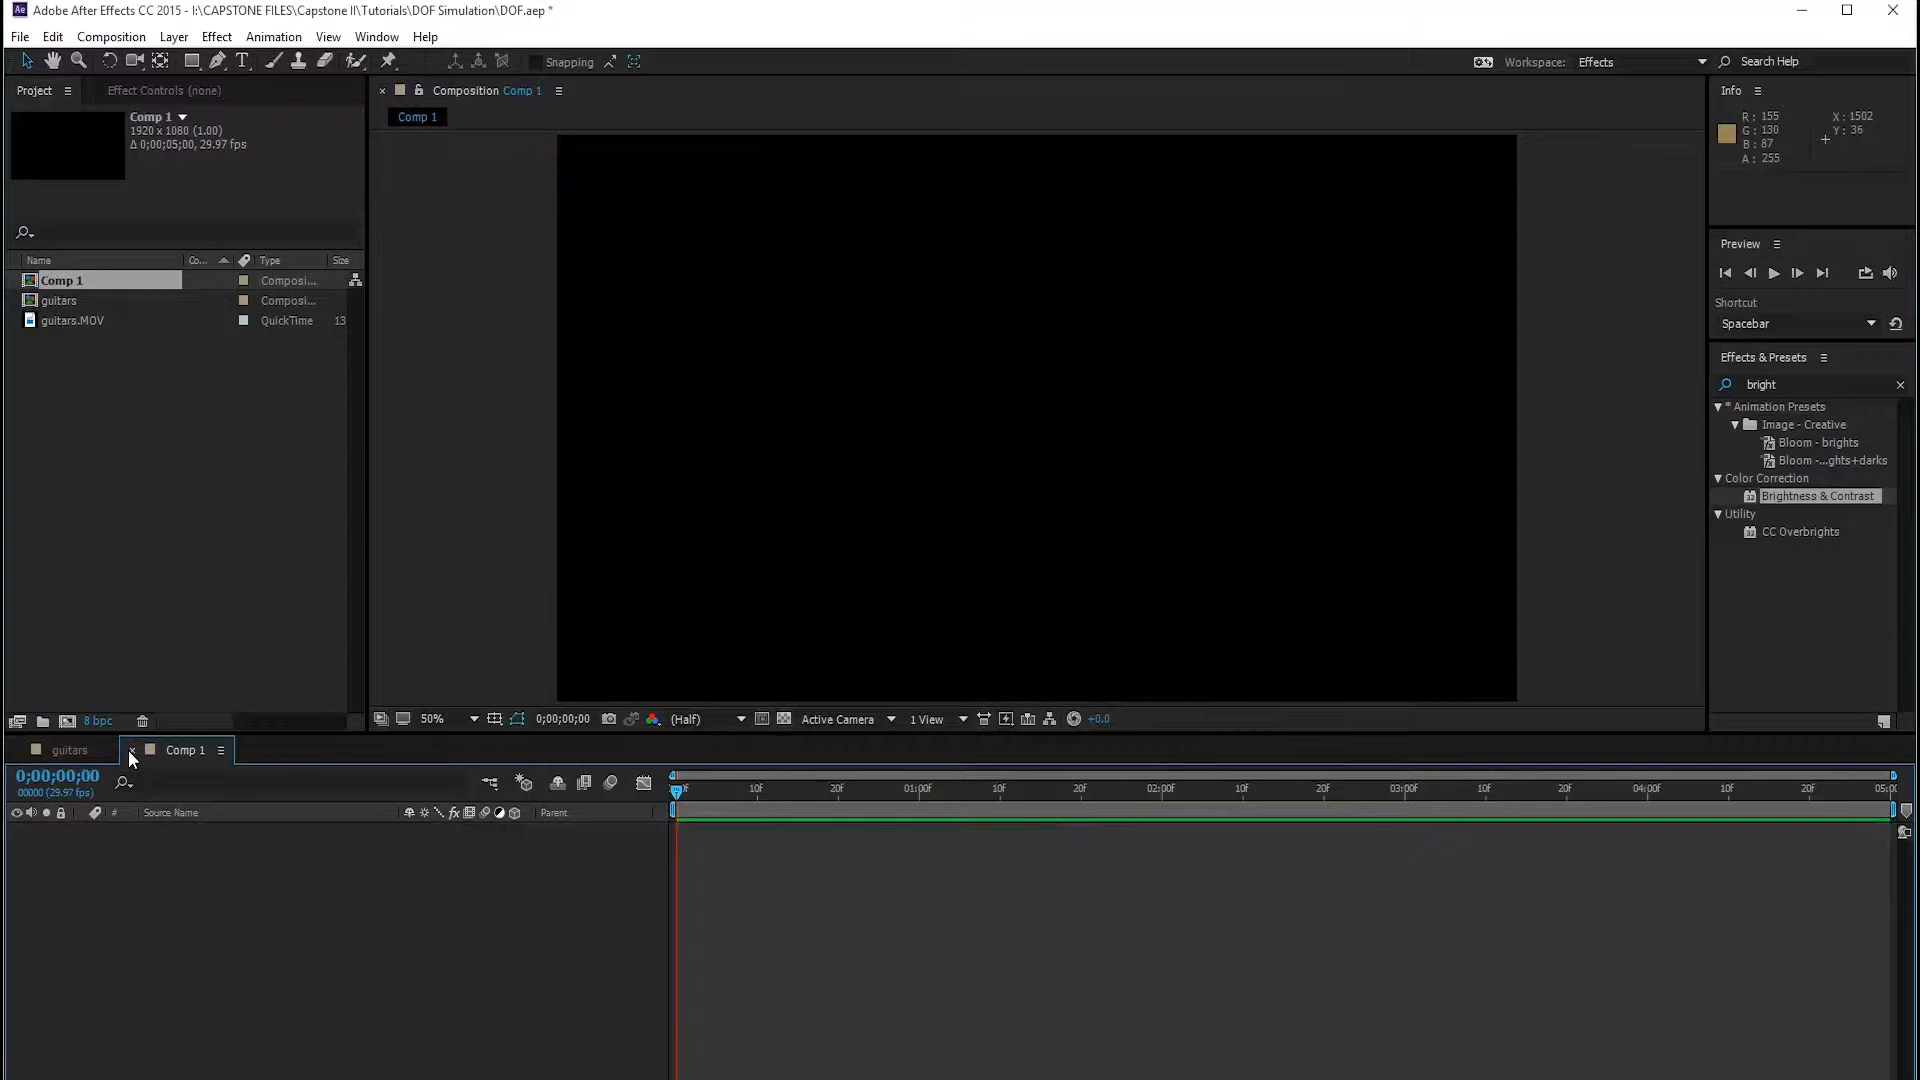 Adobe After Effects CC 2015 - I:\CAPSTONE FILES\Capstone II\Tutorials\DOF Simulation\DOF.aep *
File Edit Composition Layer Effect Animation View Window Help
Snapping Workspace: Effects Search Help
Project Effect Controls (none) Composition Comp 1 Info
Comp 1
1920 x 1080 (1.00)
Δ 0;00;05;00, 29.97 fps
Comp 1
R: 155 X: 1502
G: 130 Y: 36
B: 87
A: 255
Preview
Shortcut
Spacebar
Effects & Presets
bright
* Animation Presets
Image - Creative
Bloom - brights
Bloom -...ghts+darks
Color Correction
Brightness & Contrast
Utility
CC Overbrights
Name Co... Type Size
Comp 1 Composi...
guitars Composi...
guitars.MOV QuickTime 13
8 bpc 50% 0;00;00;00 (Half) Active Camera 1 View +0.0
guitars Comp 1
0;00;00;00
00000 (29.97 fps)
10F 20F 01:00F 10F 20F 02:00F 10F 20F 03:00F 10F 20F 04:00F 10F 20F 05:0
# Source Name fx Parent